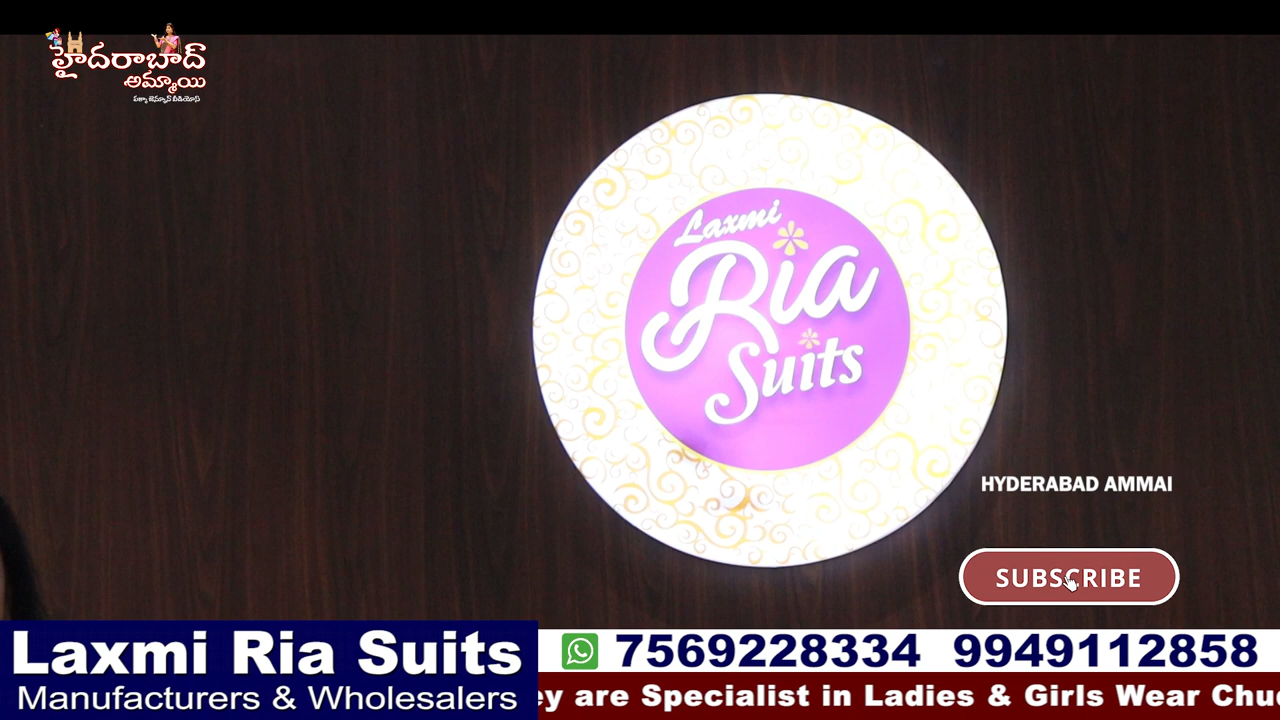 హైదరాబాద్
అమ్మాయి
Laxmi
Ria
Suits
HYDERABAD AMMAI
SUBSCRIBE
Laxmi Ria Suits
7569228334 9949112858
Manufacturers & Wholesalers
ey are Specialist in Ladies & Girls Wear Chu